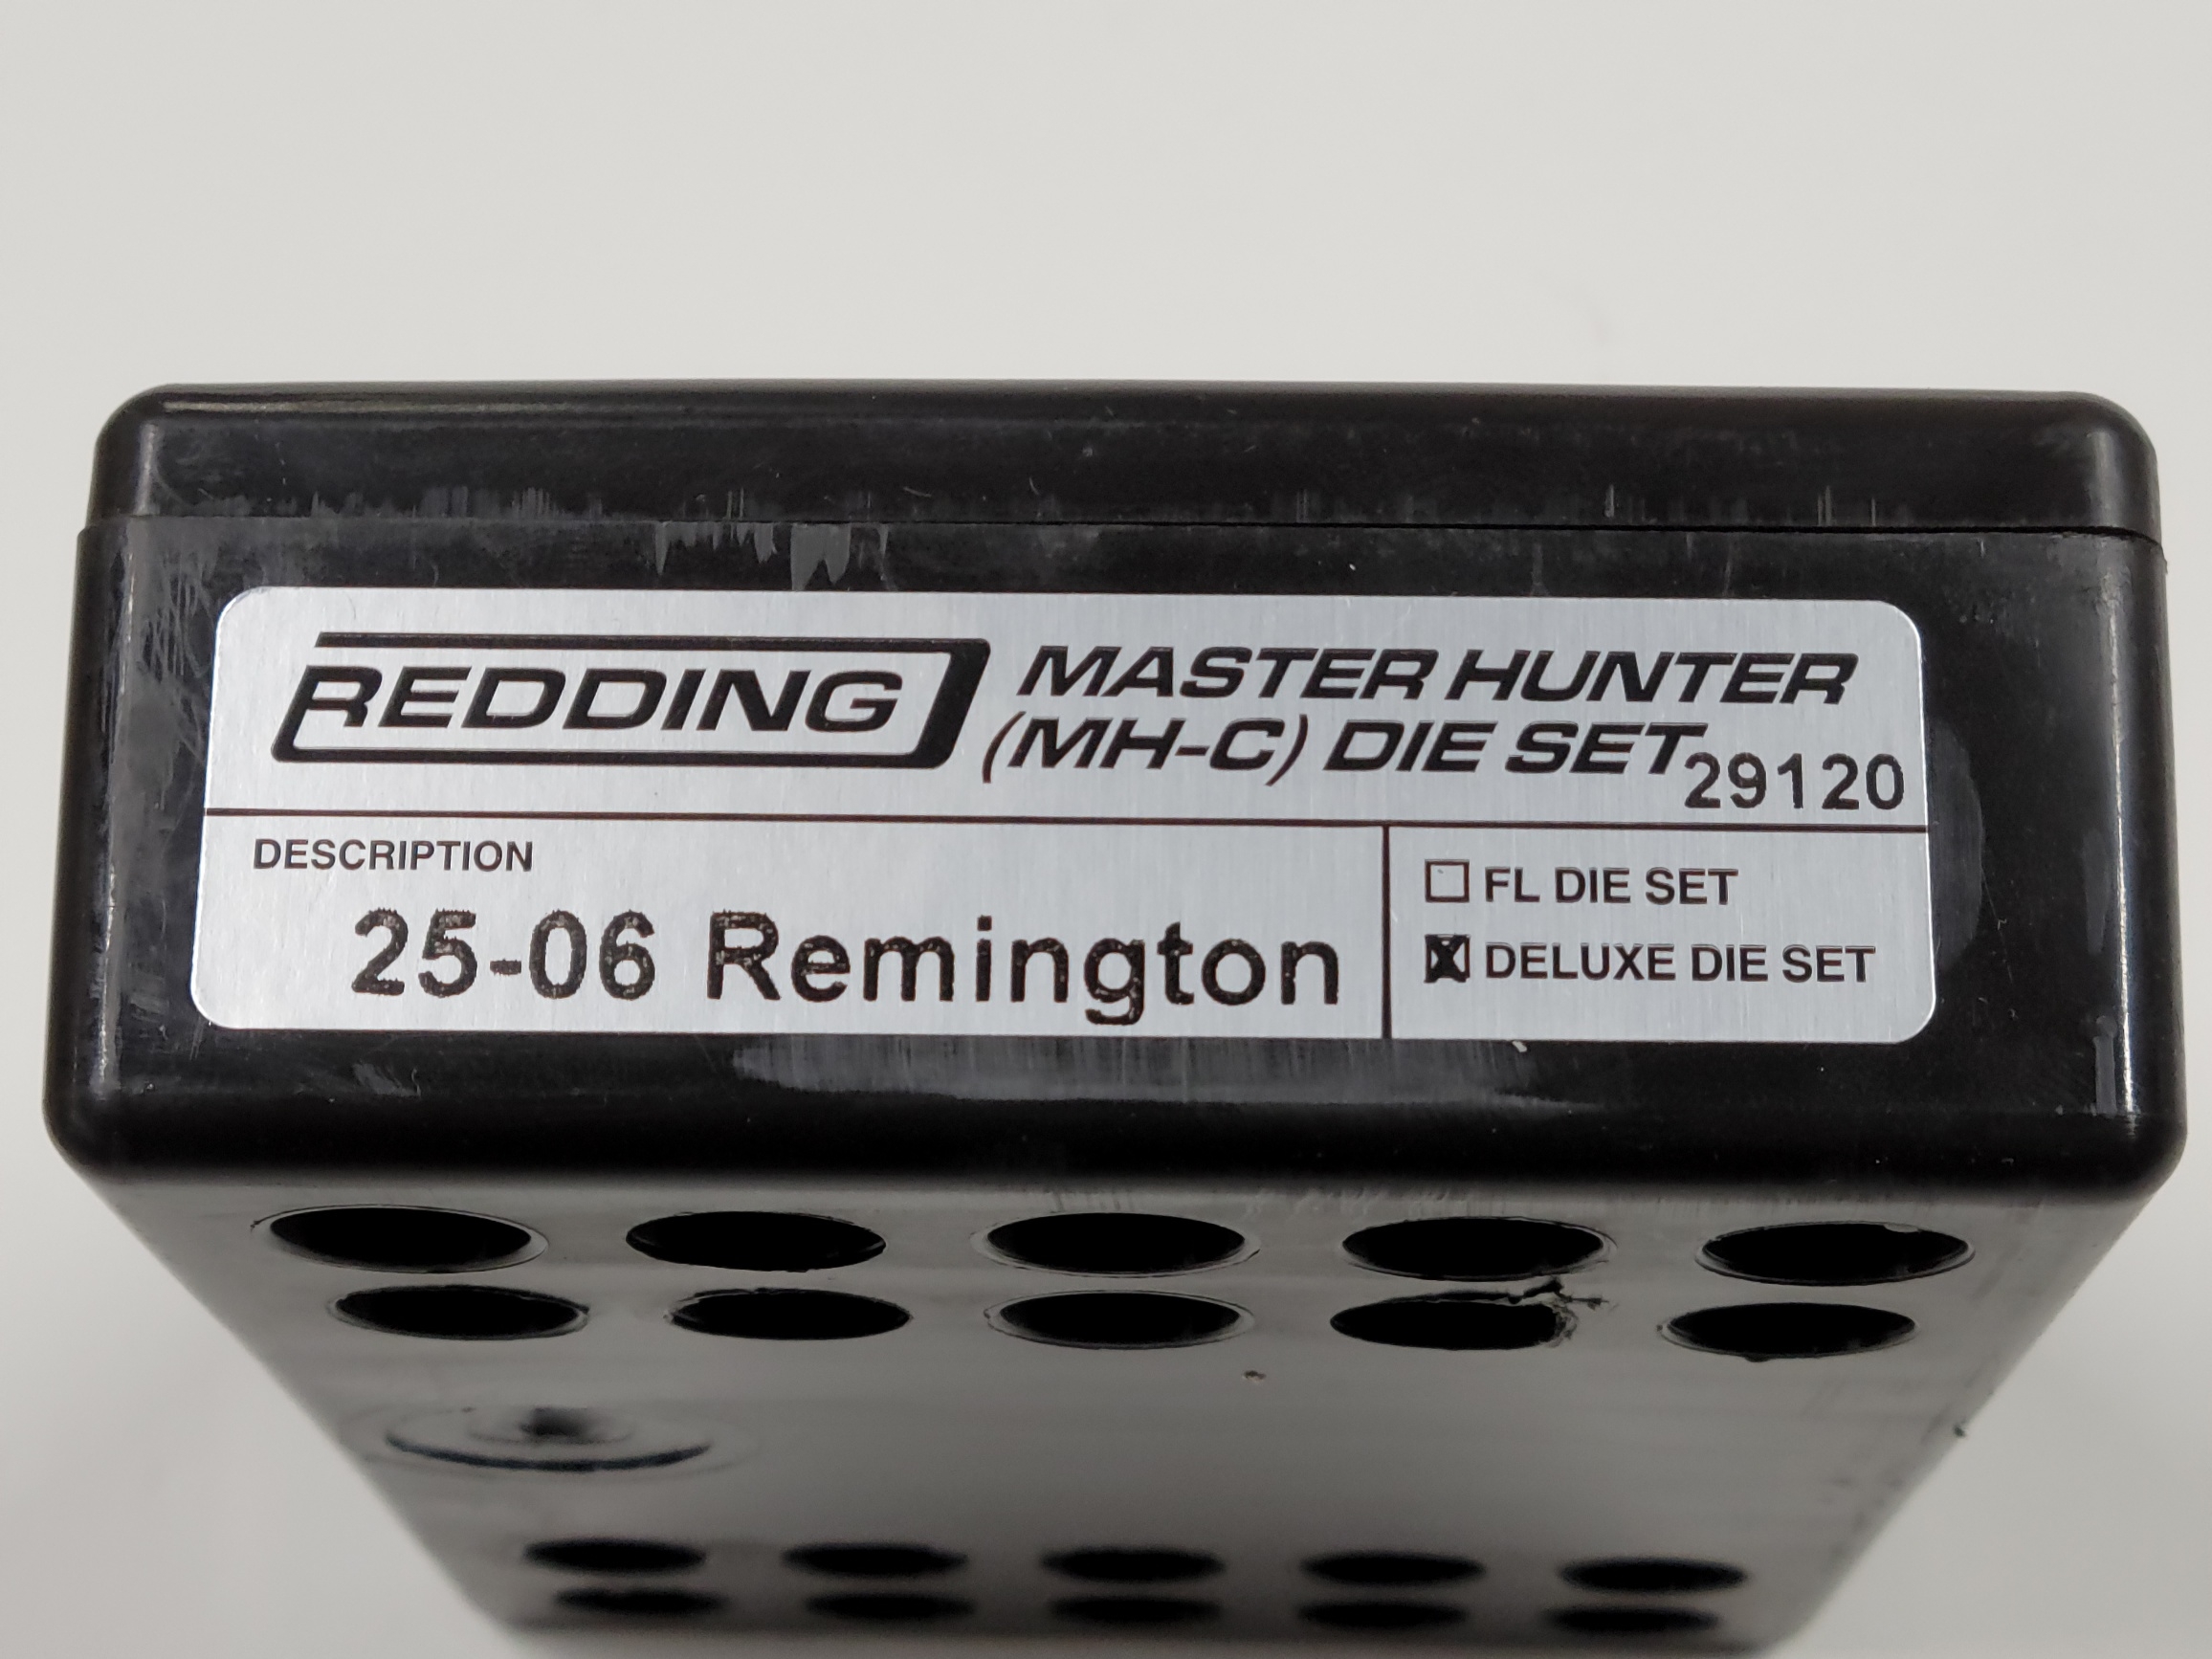 REDDING
MASTER HUNTER
(MH-C) DIE SET
29120
DESCRIPTION
25-06 Remington
FL DIE SET
DELUXE DIE SET